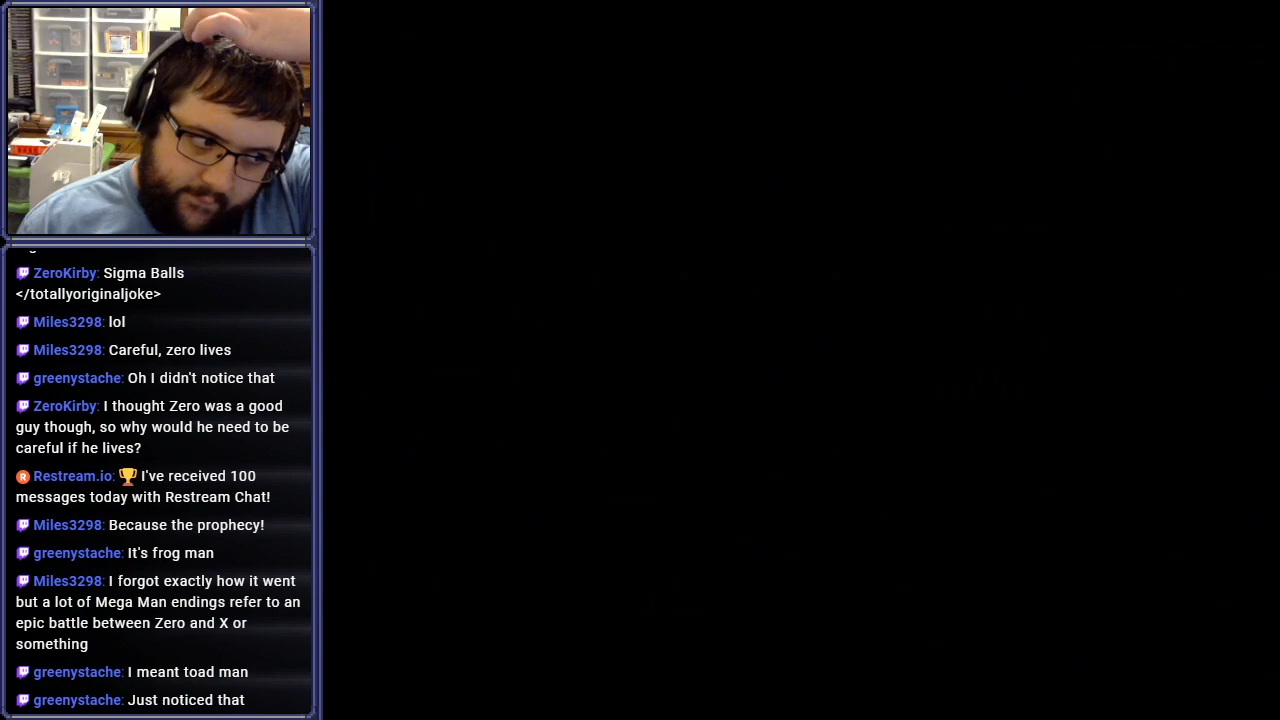 ZeroKirby: Sigma Balls
</totallyoriginaljoke>
Miles3298: lol
Miles3298: Careful, zero lives
greenystache: Oh I didn't notice that
ZeroKirby: I thought Zero was a good
guy though, so why would he need to be
careful if he lives?
Restream.io: 🏆 I've received 100
messages today with Restream Chat!
Miles3298: Because the prophecy!
greenystache: It's frog man
Miles3298: I forgot exactly how it went
but a lot of Mega Man endings refer to an
epic battle between Zero and X or
something
greenystache: I meant toad man
greenystache: Just noticed that